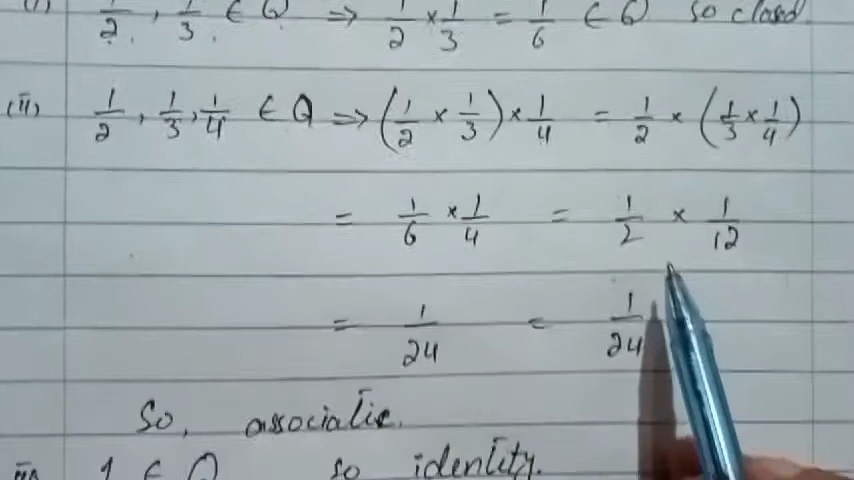 (i) 1/2, 1/3 ∈ Q ⇒ 1/2 × 1/3 = 1/6 ∈ Q so closed
(ii) 1/2, 1/3, 1/4 ∈ Q ⇒ (1/2 × 1/3) × 1/4 = 1/2 × (1/3 × 1/4)
= 1/6 × 1/4 = 1/2 × 1/12
= 1/24 = 1/24
So, associatie.
iii) 1 ∈ Q so identity.